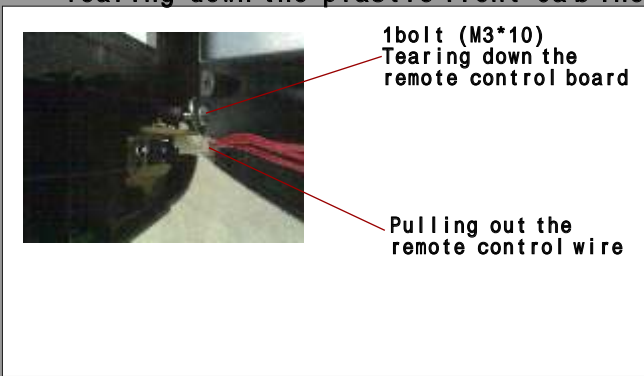 1bolt (M3*10)
Tearing down the
remote control board
Pulling out the
remote control wire